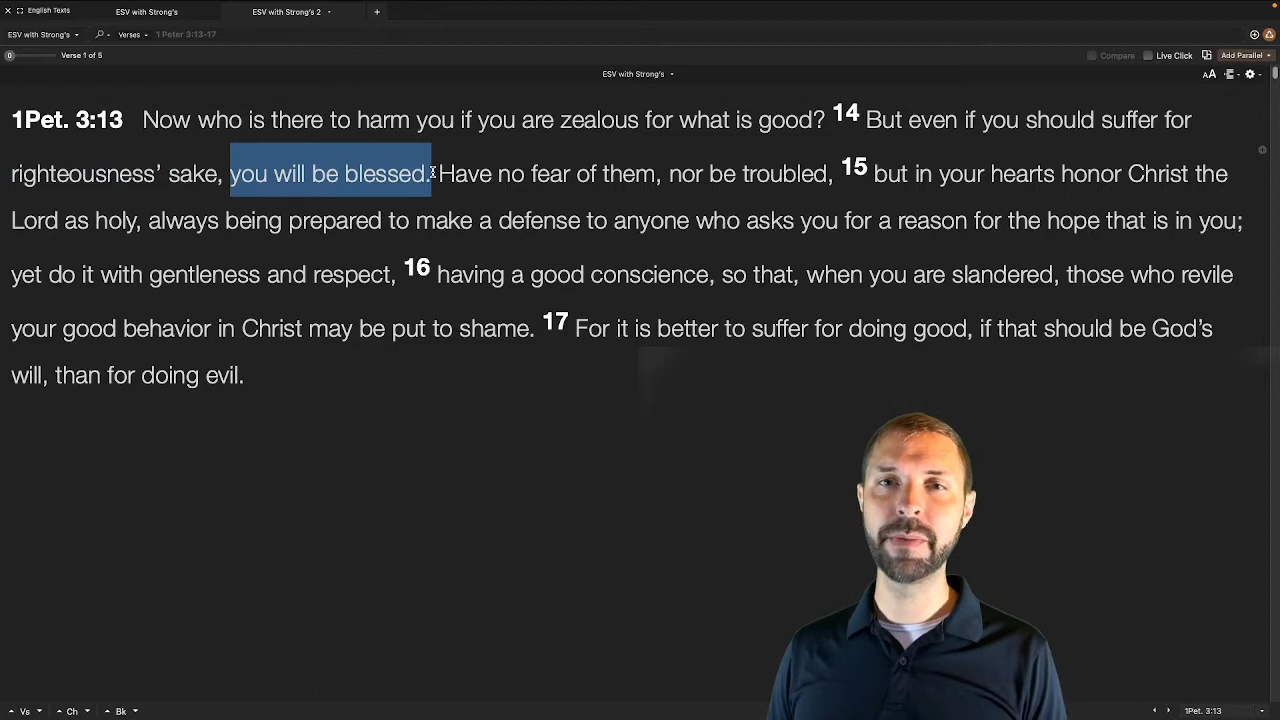 English Texts
ESV with Strong's
ESV with Strong's 2
+
ESV with Strong's
Verses
1 Peter 3:13-17
0
Verse 1 of 5
Compare
Live Click
Add Parallel
ESV with Strong's
AA
1Pet. 3:13 Now who is there to harm you if you are zealous for what is good? 14 But even if you should suffer for
righteousness’ sake, you will be blessed. Have no fear of them, nor be troubled, 15 but in your hearts honor Christ the
Lord as holy, always being prepared to make a defense to anyone who asks you for a reason for the hope that is in you;
yet do it with gentleness and respect, 16 having a good conscience, so that, when you are slandered, those who revile
your good behavior in Christ may be put to shame. 17 For it is better to suffer for doing good, if that should be God’s
will, than for doing evil.
Vs
Ch
Bk
1Pet. 3:13